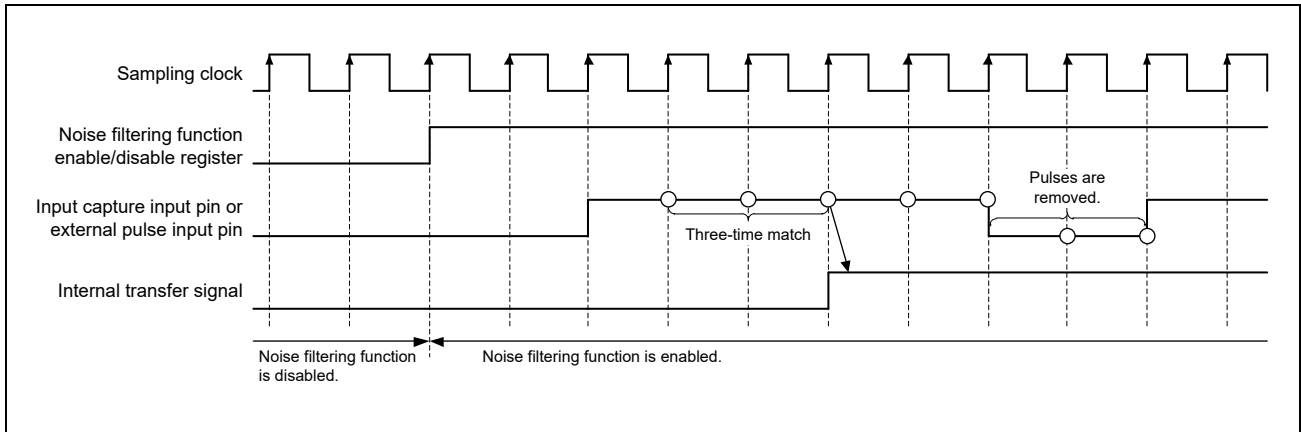 Sampling clock
Noise filtering function
enable/disable register
Input capture input pin or
external pulse input pin
Pulses are
removed.
Three-time match
Internal transfer signal
Noise filtering function
is disabled.
Noise filtering function is enabled.